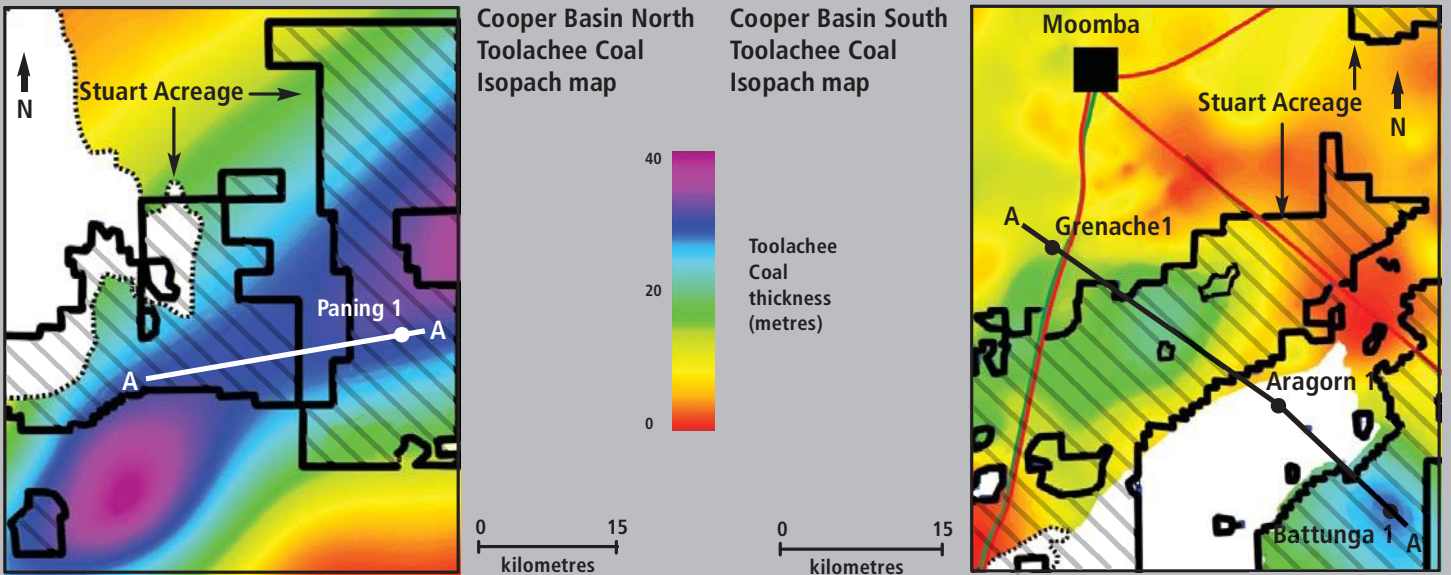 Stuart Acreage
N
Paning 1
A
A
Cooper Basin North
Toolachee Coal
Isopach map
Cooper Basin South
Toolachee Coal
Isopach map
40
20
0
Toolachee
Coal
thickness
(metres)
0 15
kilometres
0 15
kilometres
Moomba
Stuart Acreage
N
A
Grenache1
Aragorn 1
Battunga 1
A